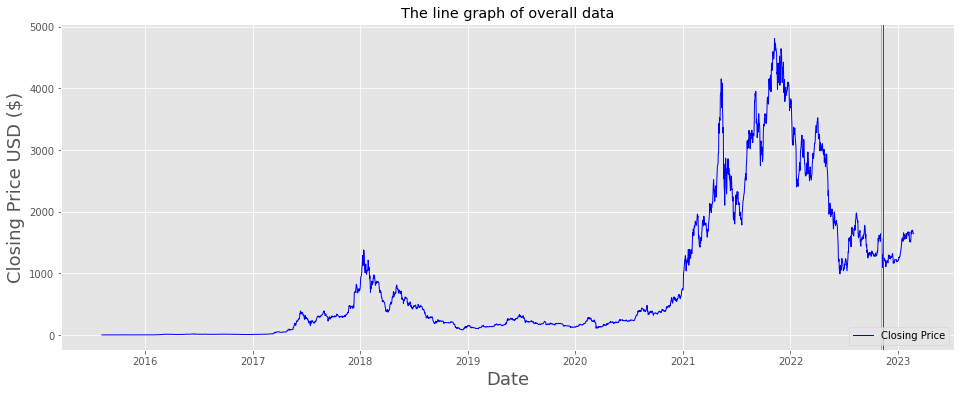 The line graph of overall data
Closing Price USD ($)
5000
4000
3000
2000
1000
0
2016 2017 2018 2019 2020 2021 2022 2023
Closing Price
Date